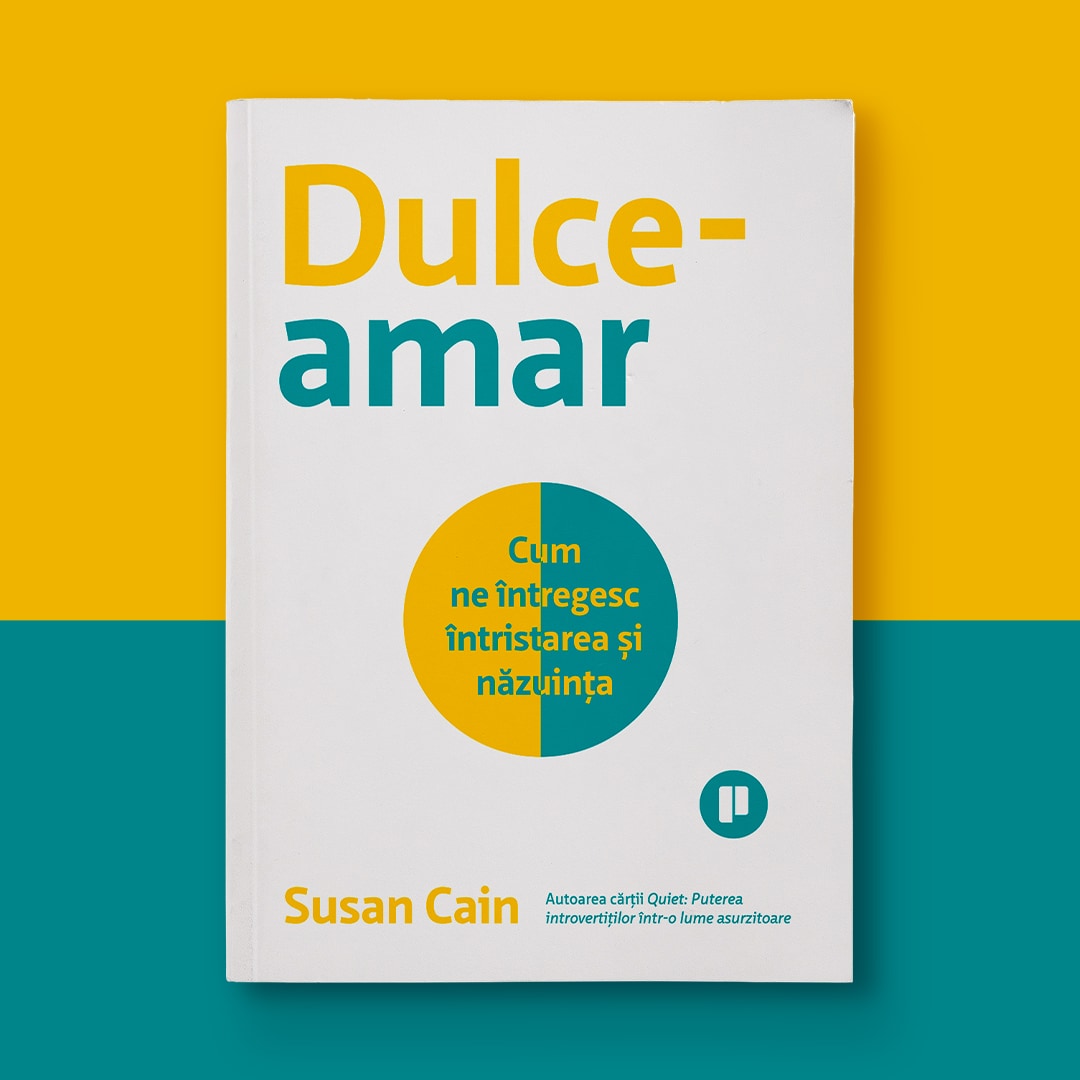 Dulce-
amar
Cum
ne întregesc
întristarea și
năzuința
Susan Cain
Autoarea cărții Quiet: Puterea
introvertiților într-o lume asurzitoare